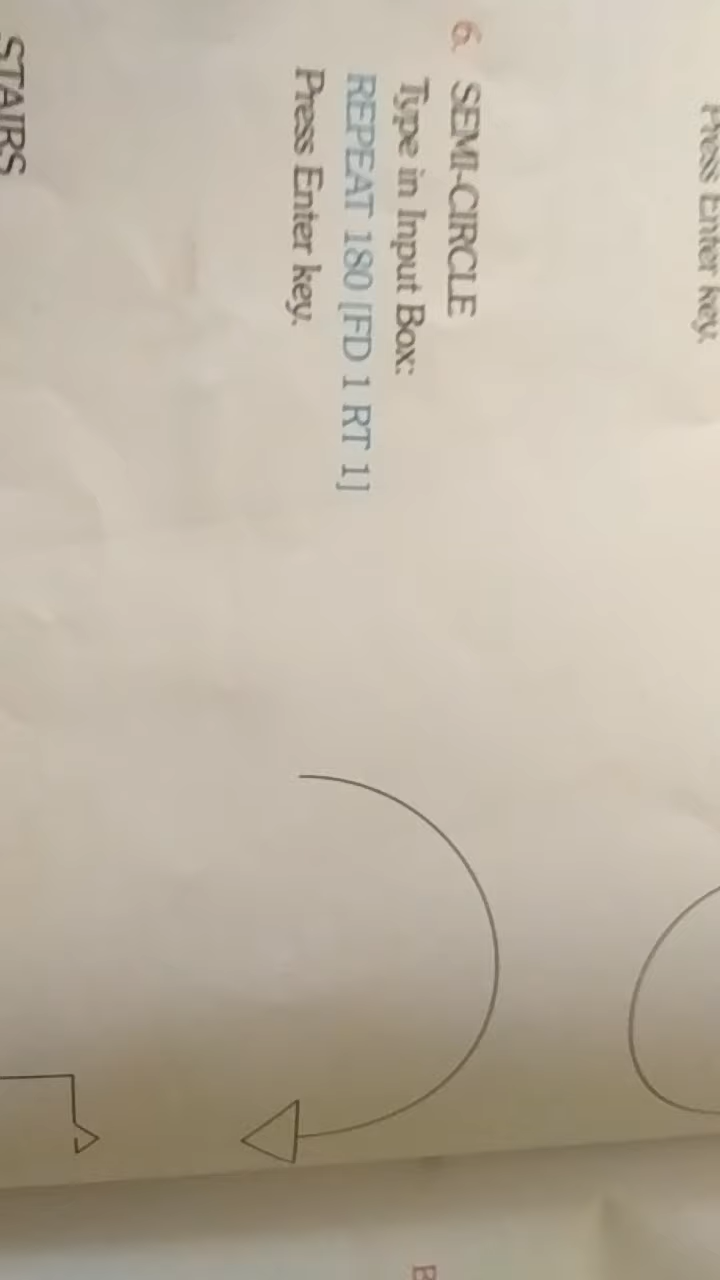 Press Enter key.
6. SEMI-CIRCLE
Type in Input Box:
REPEAT 180 [FD 1 RT 1]
Press Enter key.
STAIRS
B